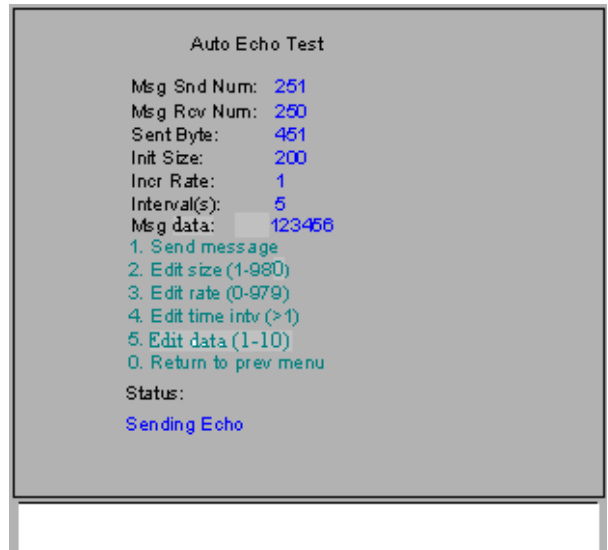 Auto Echo Test
Msg Snd Num: 251
Msg Rcv Num: 250
Sent Byte: 451
Init Size: 200
Incr Rate: 1
Interval(s): 5
Msg data: 123456
1. Send message
2. Edit size (1-980)
3. Edit rate (0-979)
4. Edit time intv (>1)
5. Edit data (1-10)
0. Return to prev menu
Status:
Sending Echo